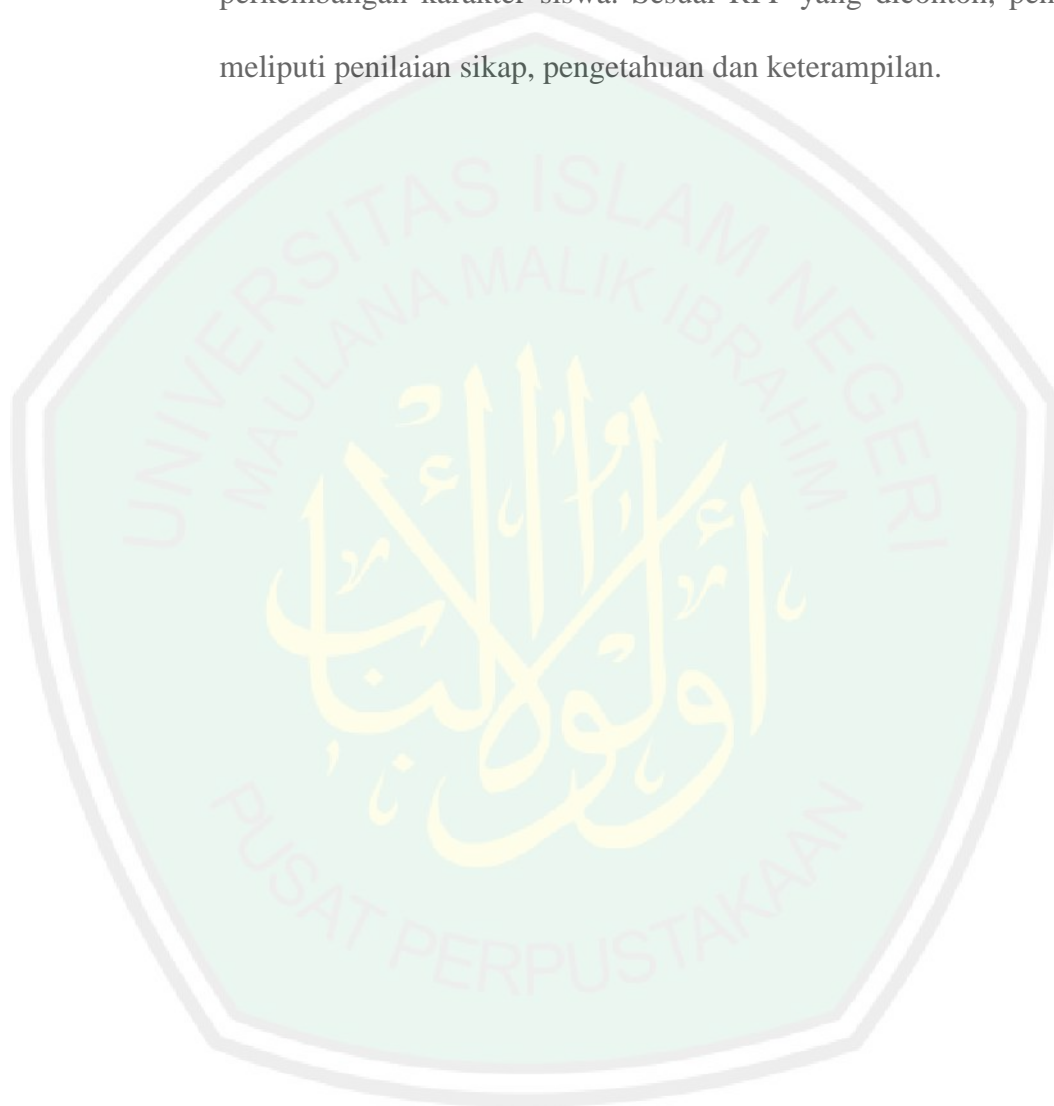 perkembangan karakter siswa. Sesuai RPP yang dicontoh,
meliputi penilaian sikap, pengetahuan dan keterampilan.
UNIVERSITAS ISLAM NEGERI
MAULANA MALIK IBRAHIM
أولوا الألباب
PUSAT PERPUSTAKAAN